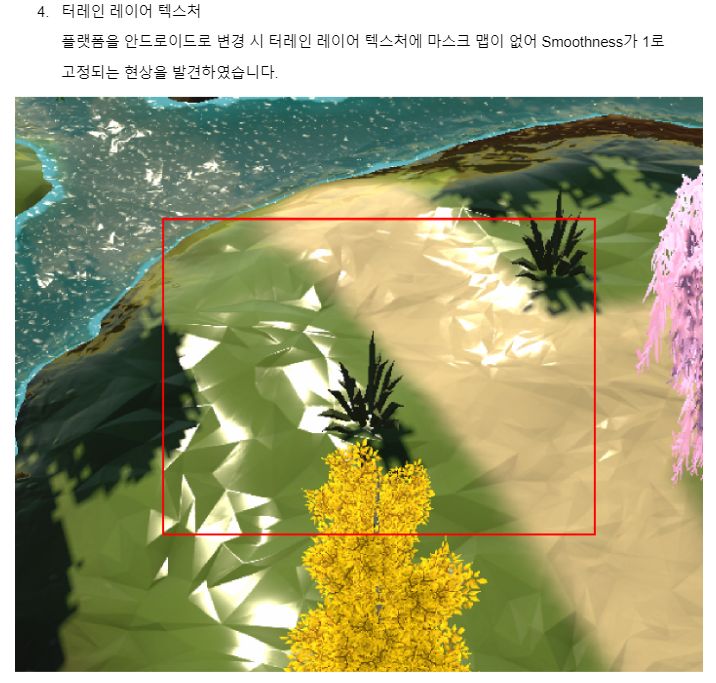 4. 터레인 레이어 텍스처
플랫폼을 안드로이드로 변경 시 터레인 레이어 텍스처에 마스크 맵이 없어 Smoothness가 1로
고정되는 현상을 발견하였습니다.